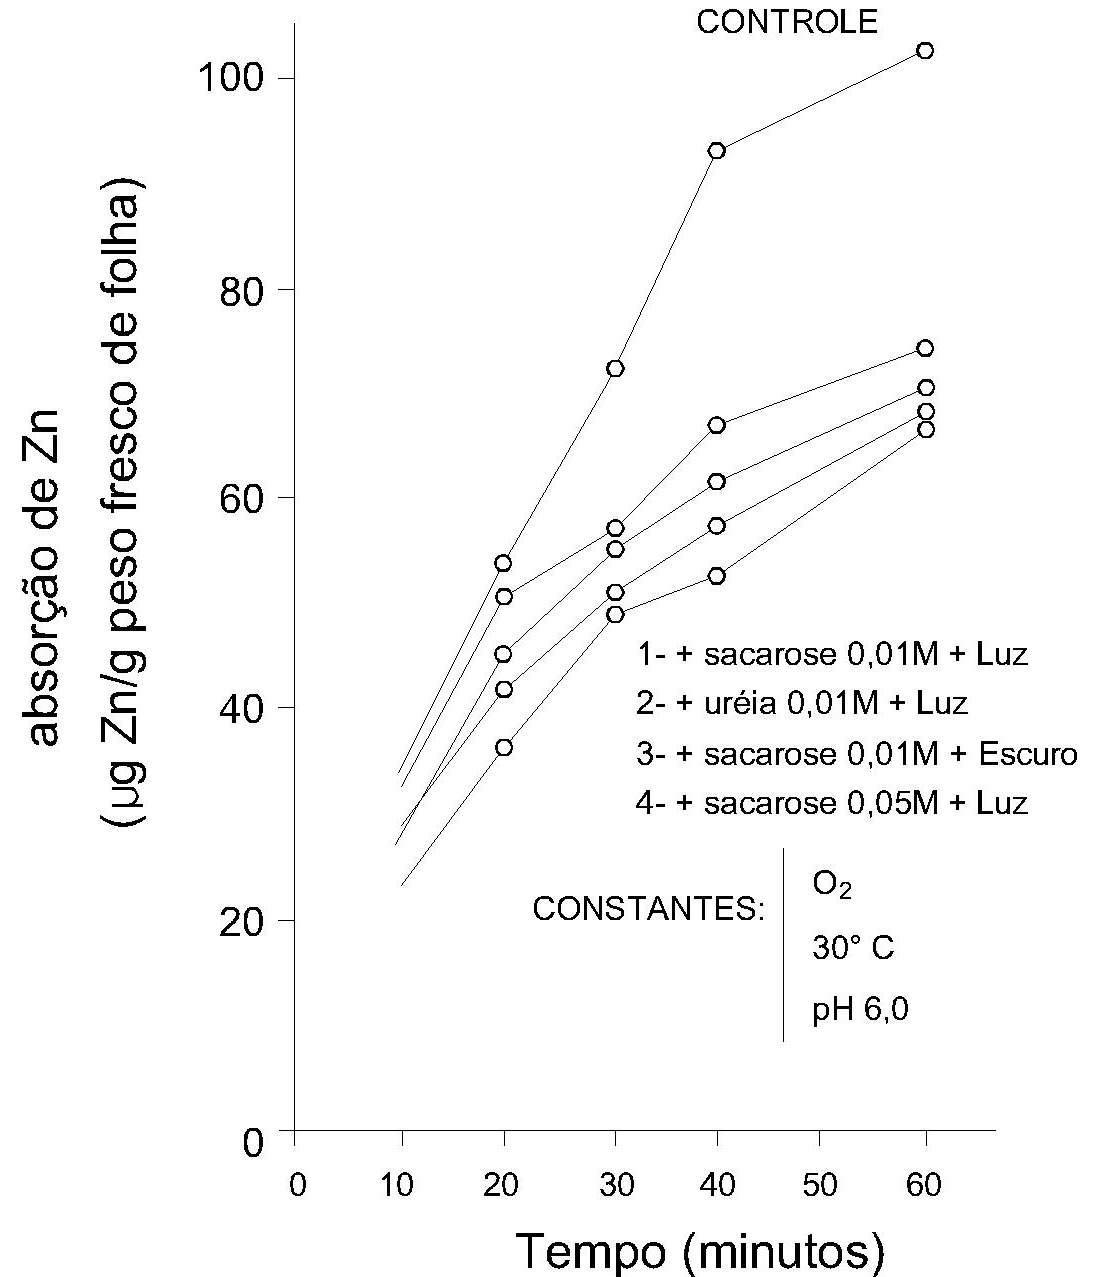 CONTROLE
100
80
60
40
20
0
absorção de Zn
(µg Zn/g peso fresco de folha)
1- + sacarose 0,01M + Luz
2- + uréia 0,01M + Luz
3- + sacarose 0,01M + Escuro
4- + sacarose 0,05M + Luz
CONSTANTES:
O₂
30° C
pH 6,0
0 10 20 30 40 50 60
Tempo (minutos)